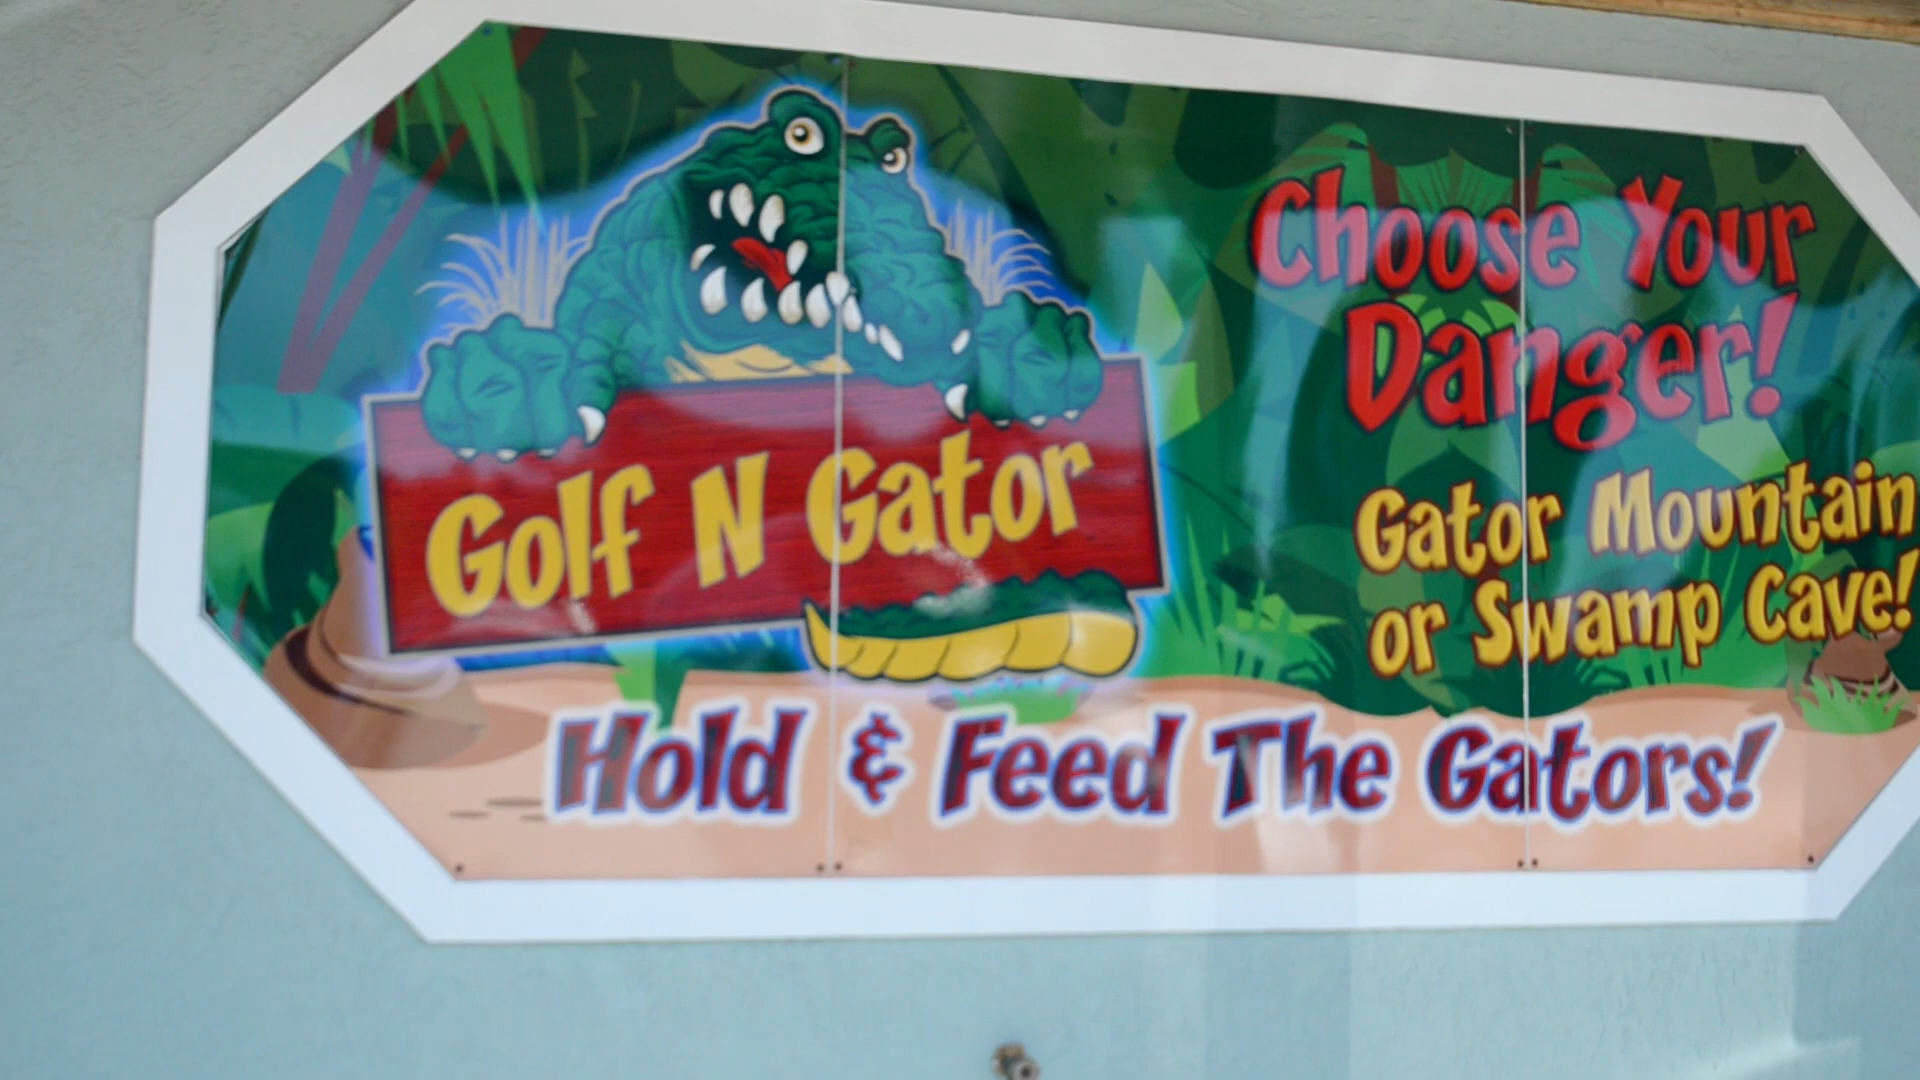 Golf N Gator
Choose Your
Danger!
Gator Mountain
or Swamp Cave!
Hold & Feed The Gators!